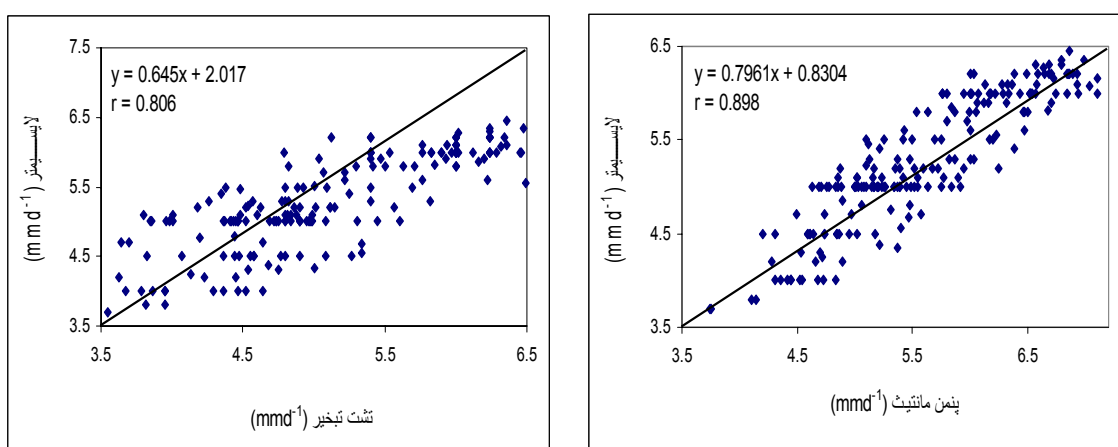 7.5
6.5
5.5
4.5
3.5
y = 0.645x + 2.017
r = 0.806
لایســـیمتر (m m d⁻¹)
3.5 4.5 5.5 6.5
تشت تبخیر (mmd⁻¹)
6.5
5.5
4.5
3.5
y = 0.7961x + 0.8304
r = 0.898
لایســـیمتر (m m d⁻¹)
3.5 4.5 5.5 6.5
پنمن مانتیث (mmd⁻¹)